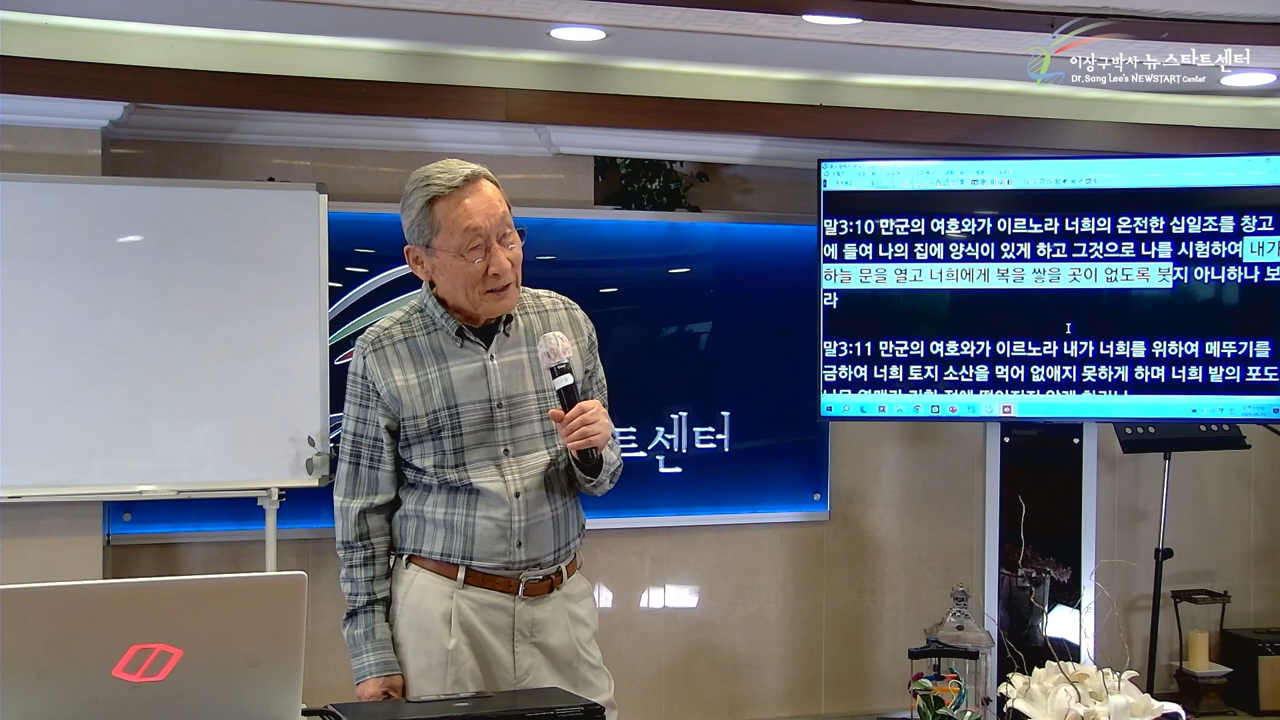 이상구박사 뉴스타트센터
Dr. Sang Lee's NEWSTART Center
말3:10 만군의 여호와가 이르노라 너희의 온전한 십일조를 창고
에 들여 나의 집에 양식이 있게 하고 그것으로 나를 시험하여 내가
하늘 문을 열고 너희에게 복을 쌓을 곳이 없도록 붓지 아니하나 보
라
말3:11 만군의 여호와가 이르노라 내가 너희를 위하여 메뚜기를
금하여 너희 토지 소산을 먹어 없애지 못하게 하며 너희 밭의 포도
트센터